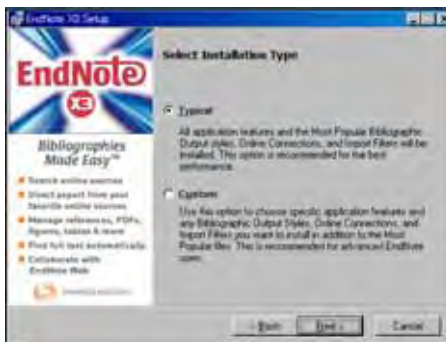 EndNote X3 Setup
EndNote
X3
Bibliographies
Made Easy™
Search online sources
Direct export from your
favorite online sources
Manage references, PDFs,
figures, tables & more
Find full text automatically
Collaborate with
EndNote Web
Select Installation Type
Typical
All application features and the Most Popular Bibliographic
Output styles, Online Connections, and Import Filters will be
installed. This option is recommended for the best
performance.
Custom
Use this option to choose specific application features and
any Bibliographic Output Styles, Online Connections, and
Import Filters you want to install in addition to the Most
Popular files. This is recommended for advanced EndNote
users.
< Back
Next >
Cancel